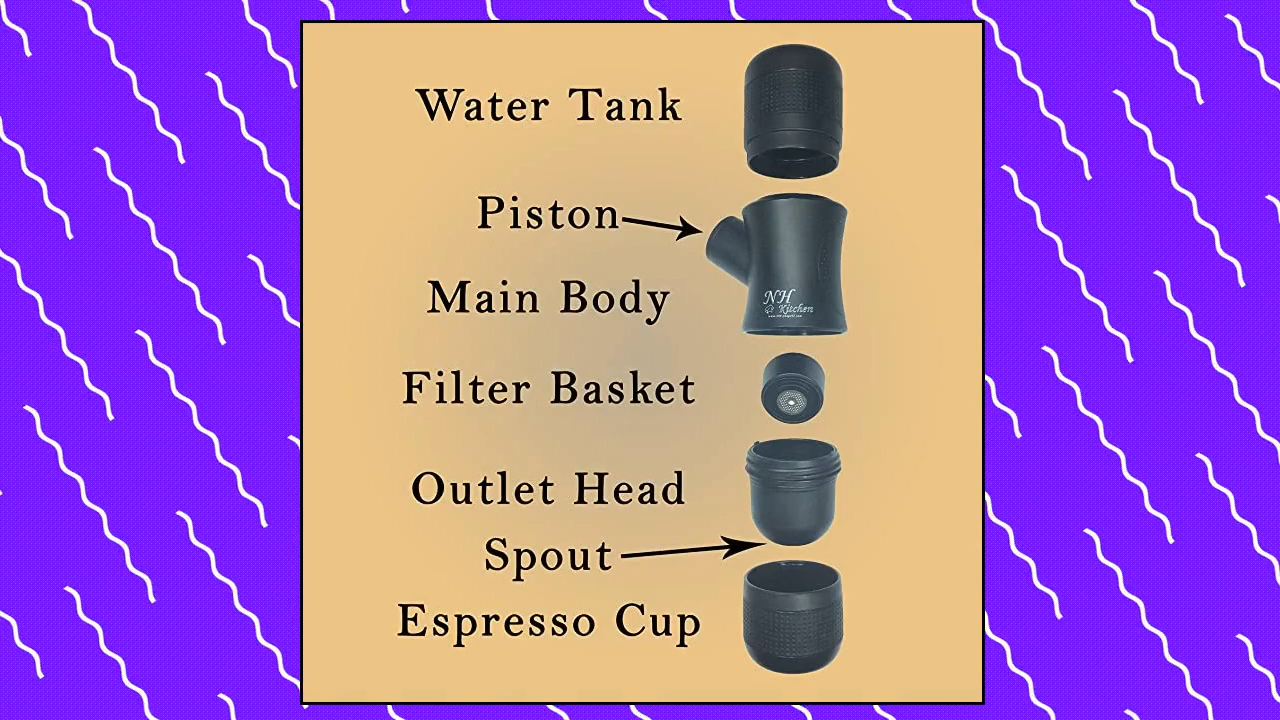 Water Tank
Piston
Main Body
NH
Kitchen
Filter Basket
Outlet Head
Spout
Espresso Cup